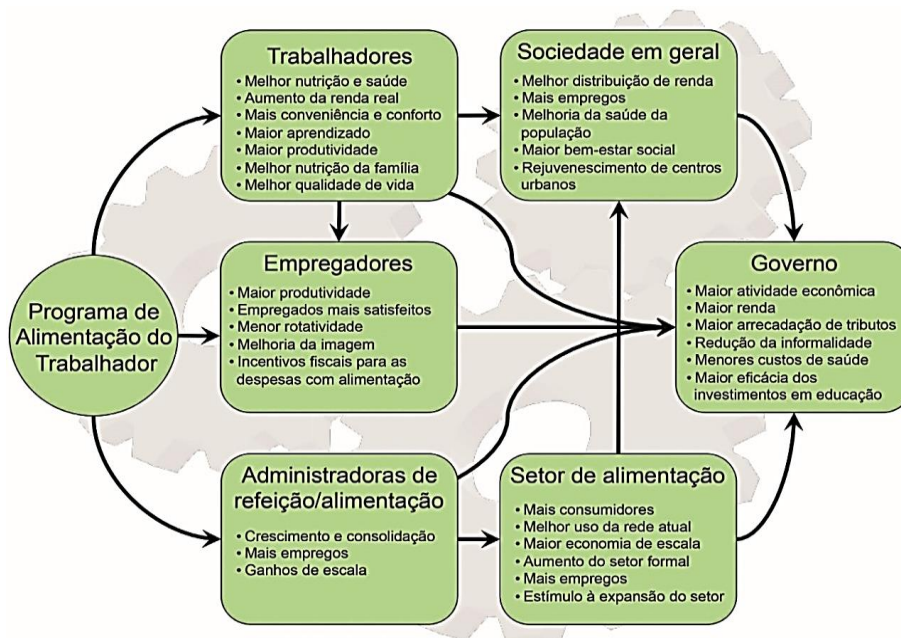 Trabalhadores
• Melhor nutrição e saúde
• Aumento da renda real
• Mais conveniência e conforto
• Maior aprendizado
• Maior produtividade
• Melhor nutrição da família
• Melhor qualidade de vida
Sociedade em geral
• Melhor distribuição de renda
• Mais empregos
• Melhoria da saúde da
população
• Maior bem-estar social
• Rejuvenescimento de centros
urbanos
Programa de
Alimentação do
Trabalhador
Empregadores
• Maior produtividade
• Empregados mais satisfeitos
• Menor rotatividade
• Melhoria da imagem
• Incentivos fiscais para as
despesas com alimentação
Governo
• Maior atividade econômica
• Maior renda
• Maior arrecadação de tributos
• Redução da informalidade
• Menores custos de saúde
• Maior eficácia dos
investimentos em educação
Administradoras de
refeição/alimentação
• Crescimento e consolidação
• Mais empregos
• Ganhos de escala
Setor de alimentação
• Mais consumidores
• Melhor uso da rede atual
• Maior economia de escala
• Aumento do setor formal
• Mais empregos
• Estímulo à expansão do setor